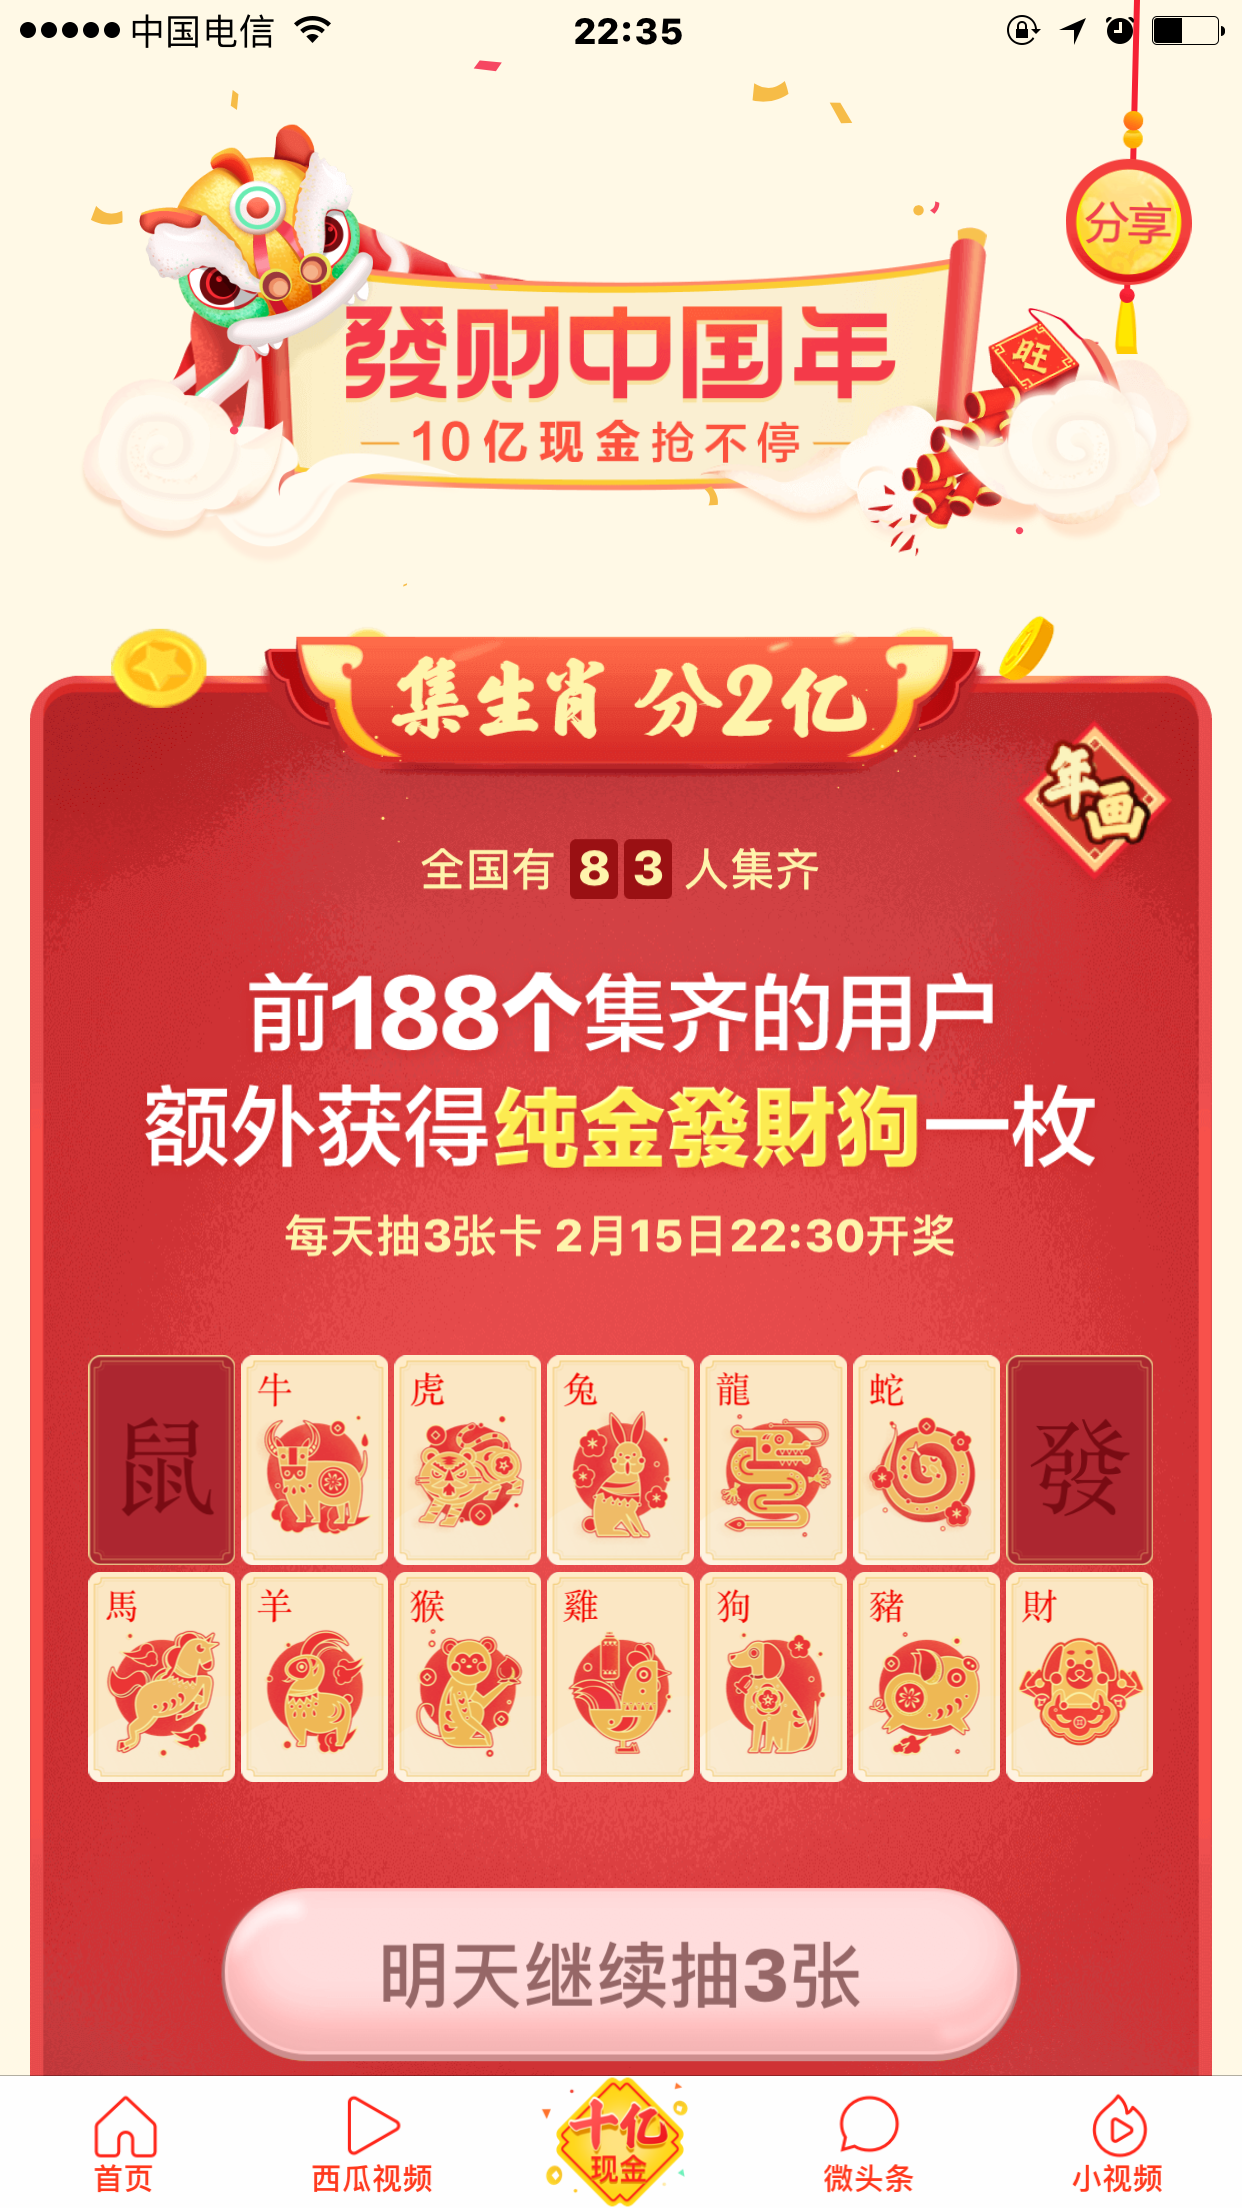 中国电信 22:35
分享
發财中国年
旺
10亿现金抢不停
集生肖 分2亿
年画
全国有 83 人集齐
前188个集齐的用户
额外获得纯金發財狗一枚
每天抽3张卡 2月15日22:30开奖
鼠 牛 虎 兔 龍 蛇 發
馬 羊 猴 雞 狗 豬 財
明天继续抽3张
十亿
现金
首页 西瓜视频 微头条 小视频